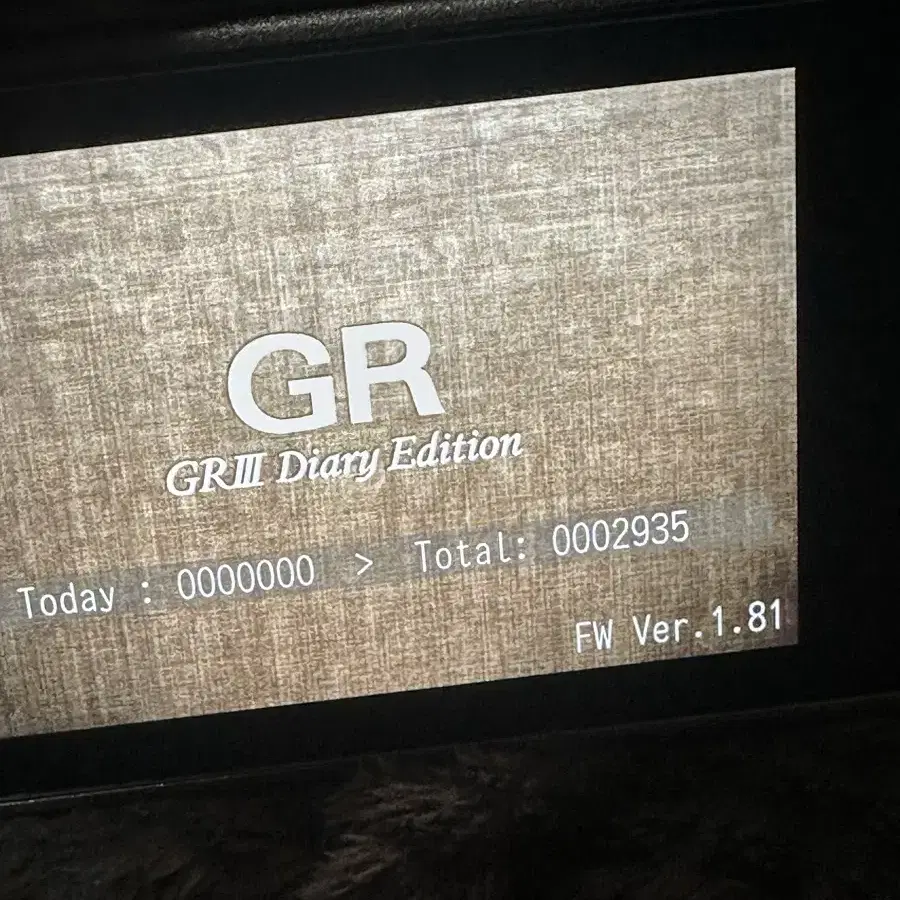 GR
GRⅢ Diary Edition
Today : 0000000 > Total: 0002935
FW Ver.1.81